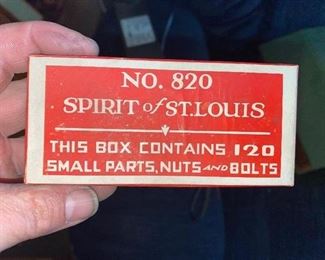 NO. 820
SPIRIT of ST. LOUIS
THIS BOX CONTAINS 120
SMALL PARTS, NUTS AND BOLTS